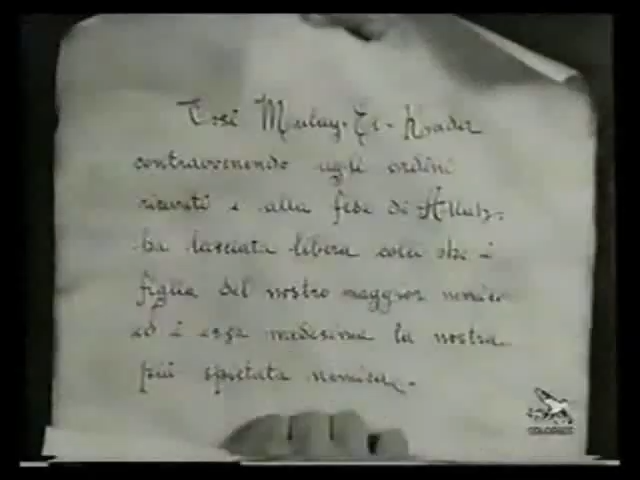 Così Mulay-El-Kadar
contravvenendo agli ordini
ricevuti e alla fede di Allah,
ha lasciata libera colei che è
figlia del nostro maggior nemico
ed è essa medesima la nostra
più spietata nemica.